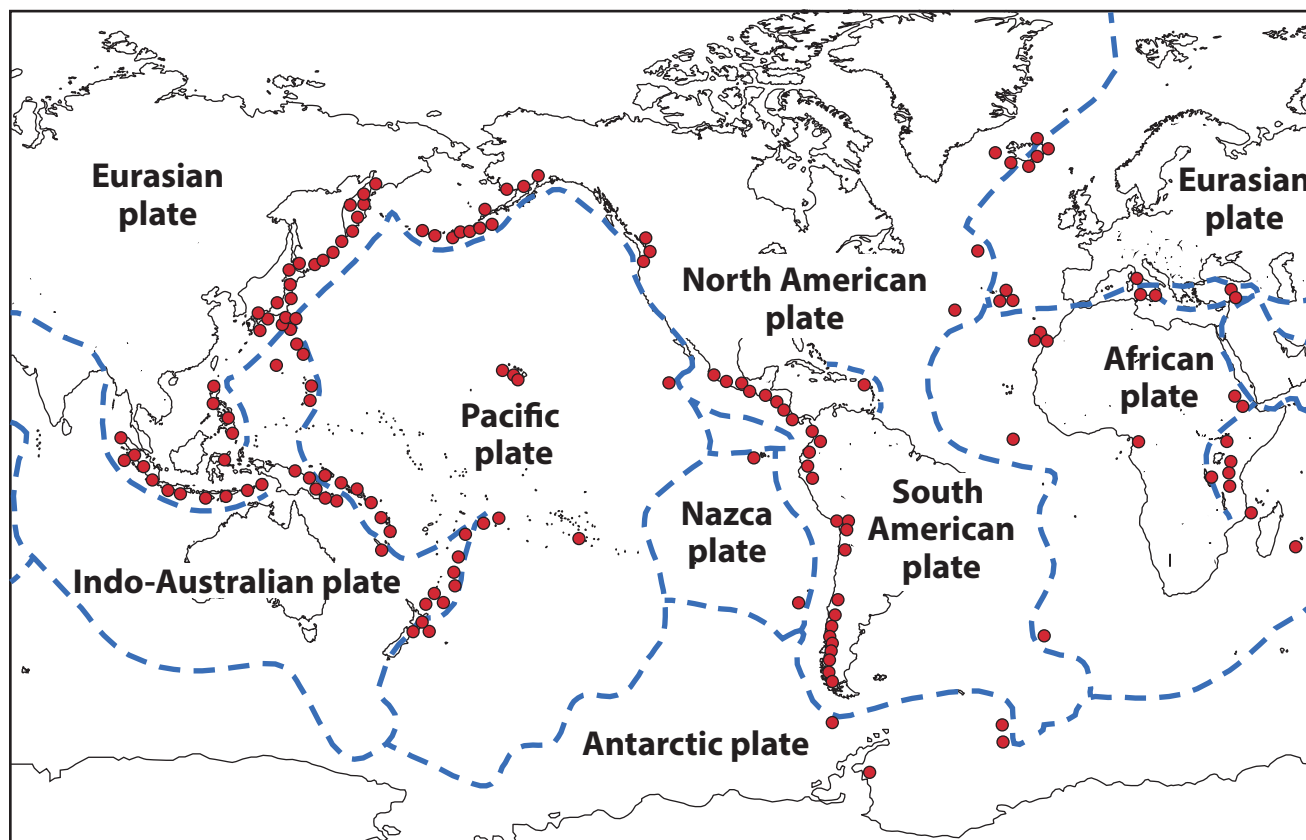 Eurasian
plate
Eurasian
plate
North American
plate
African
plate
Pacific
plate
South
American
plate
Nazca
plate
Indo-Australian plate
Antarctic plate